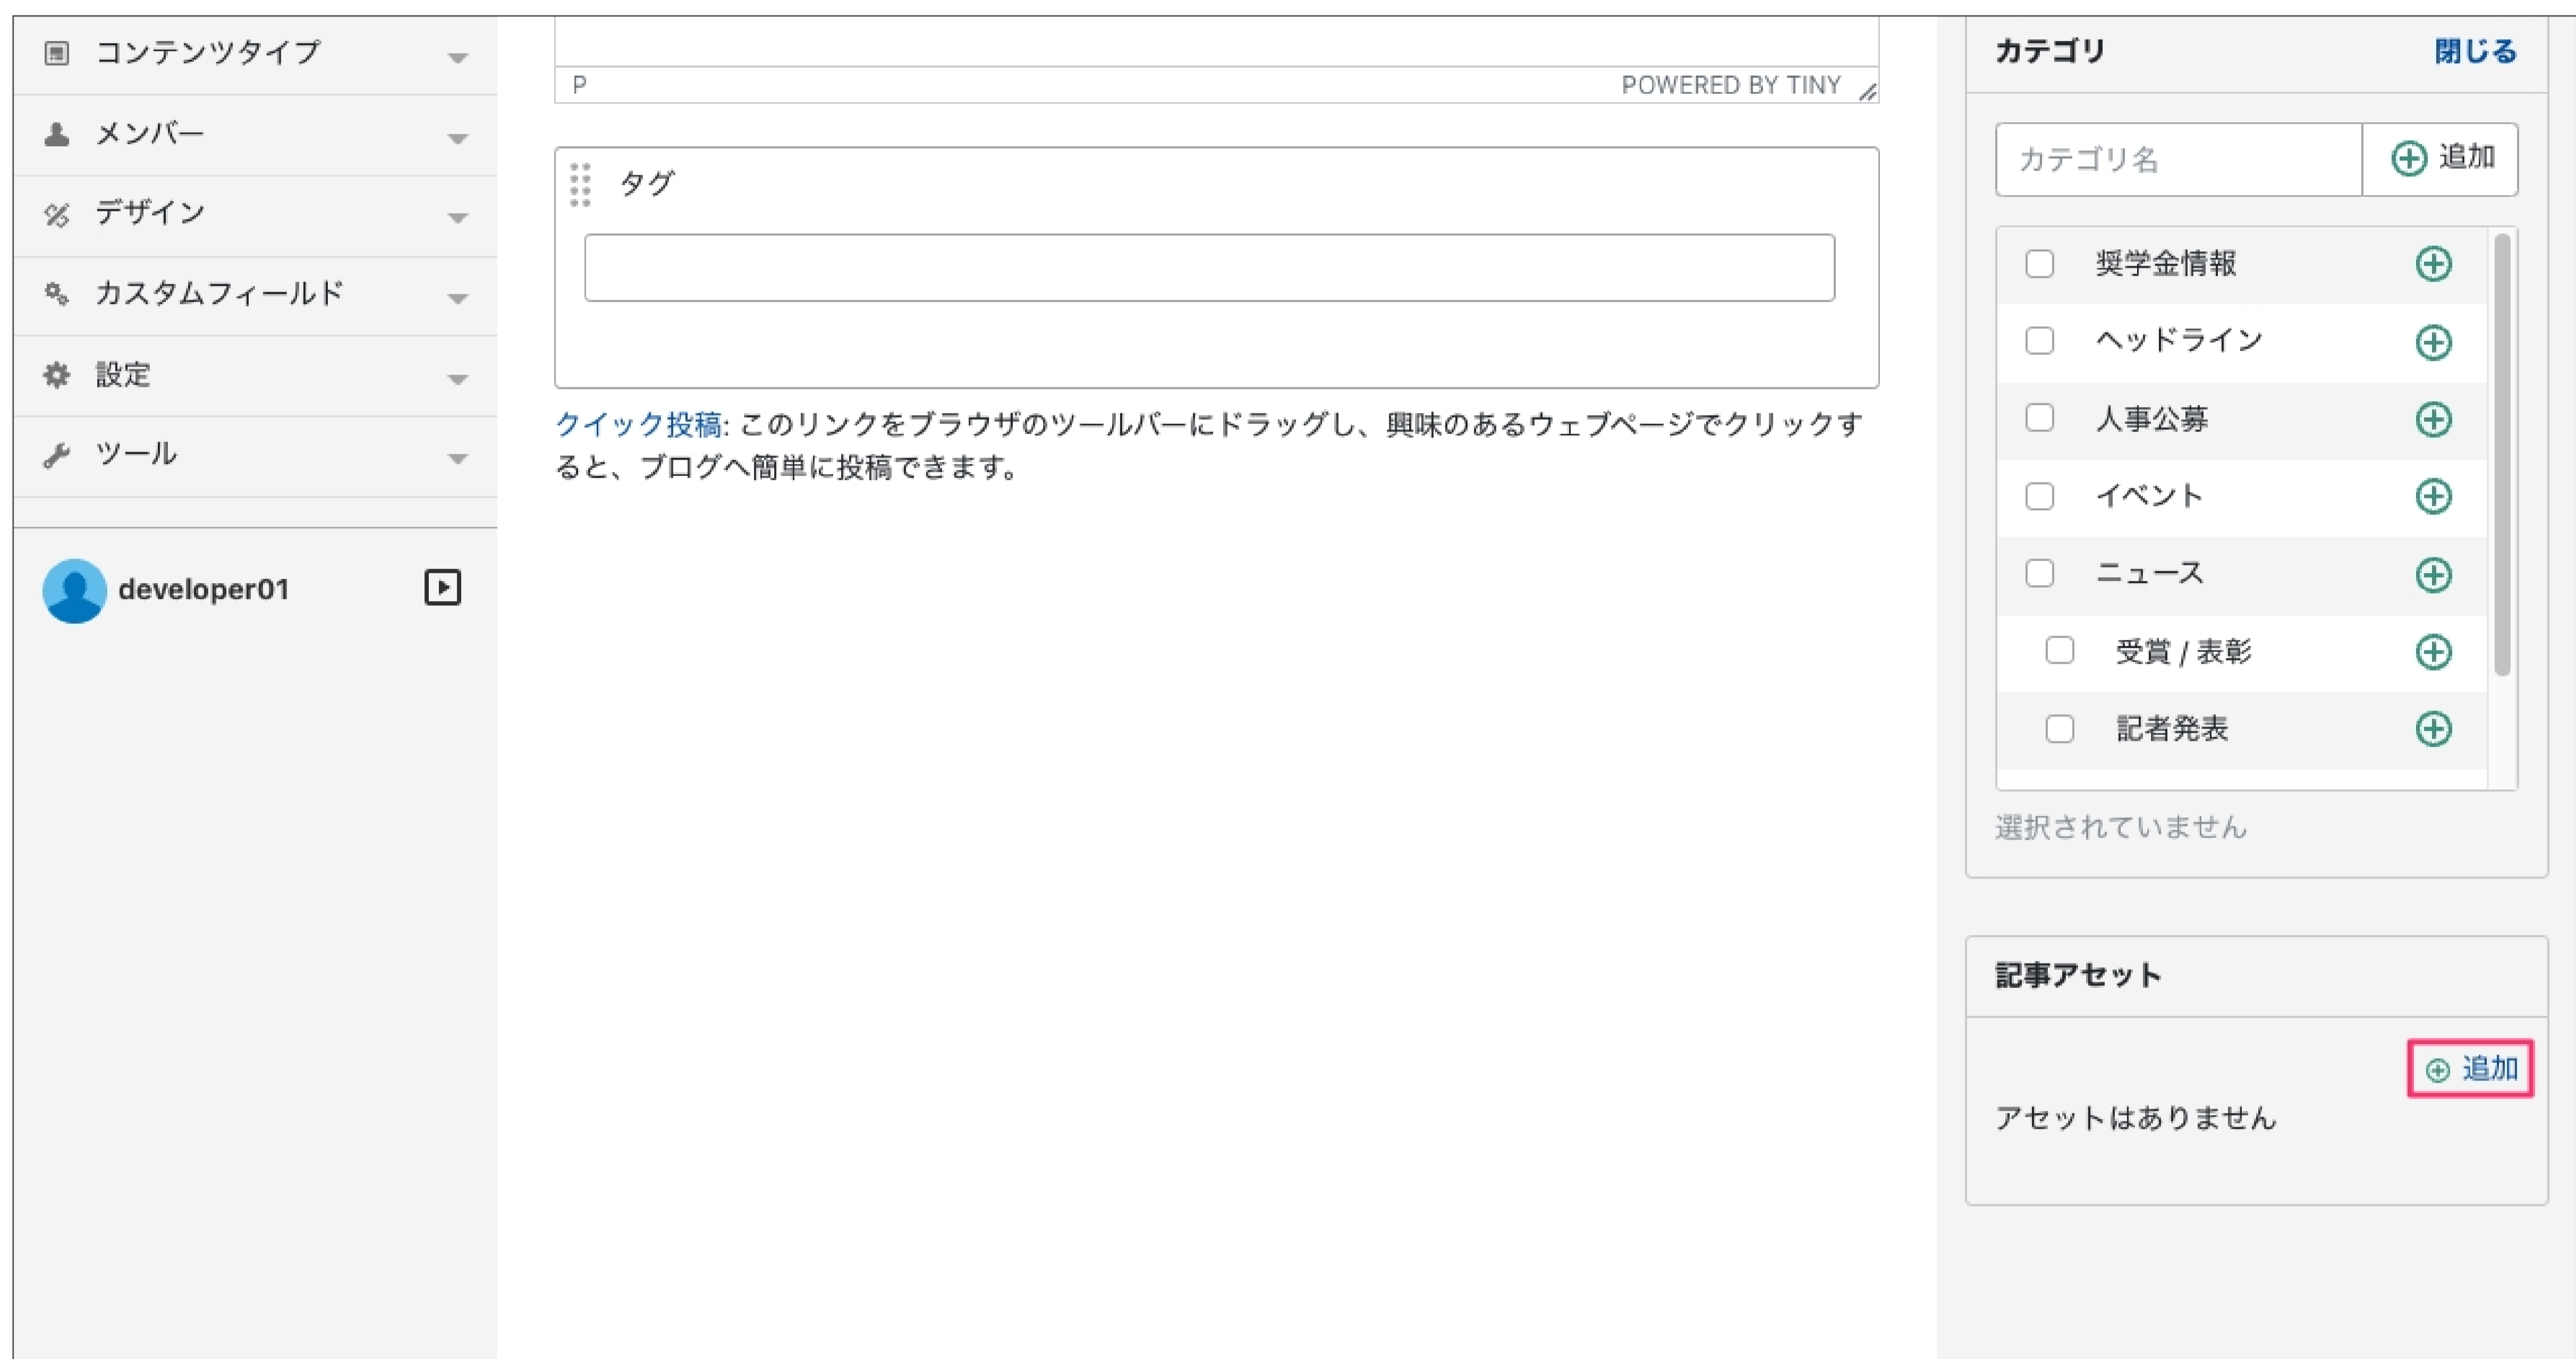 コンテンツタイプ
メンバー
デザイン
カスタムフィールド
設定
ツール
developer01
P
POWERED BY TINY
タグ
クイック投稿: このリンクをブラウザのツールバーにドラッグし、興味のあるウェブページでクリックす
ると、ブログへ簡単に投稿できます。
カテゴリ 閉じる
カテゴリ名 追加
奨学金情報
ヘッドライン
人事公募
イベント
ニュース
受賞 / 表彰
記者発表
選択されていません
記事アセット
追加
アセットはありません